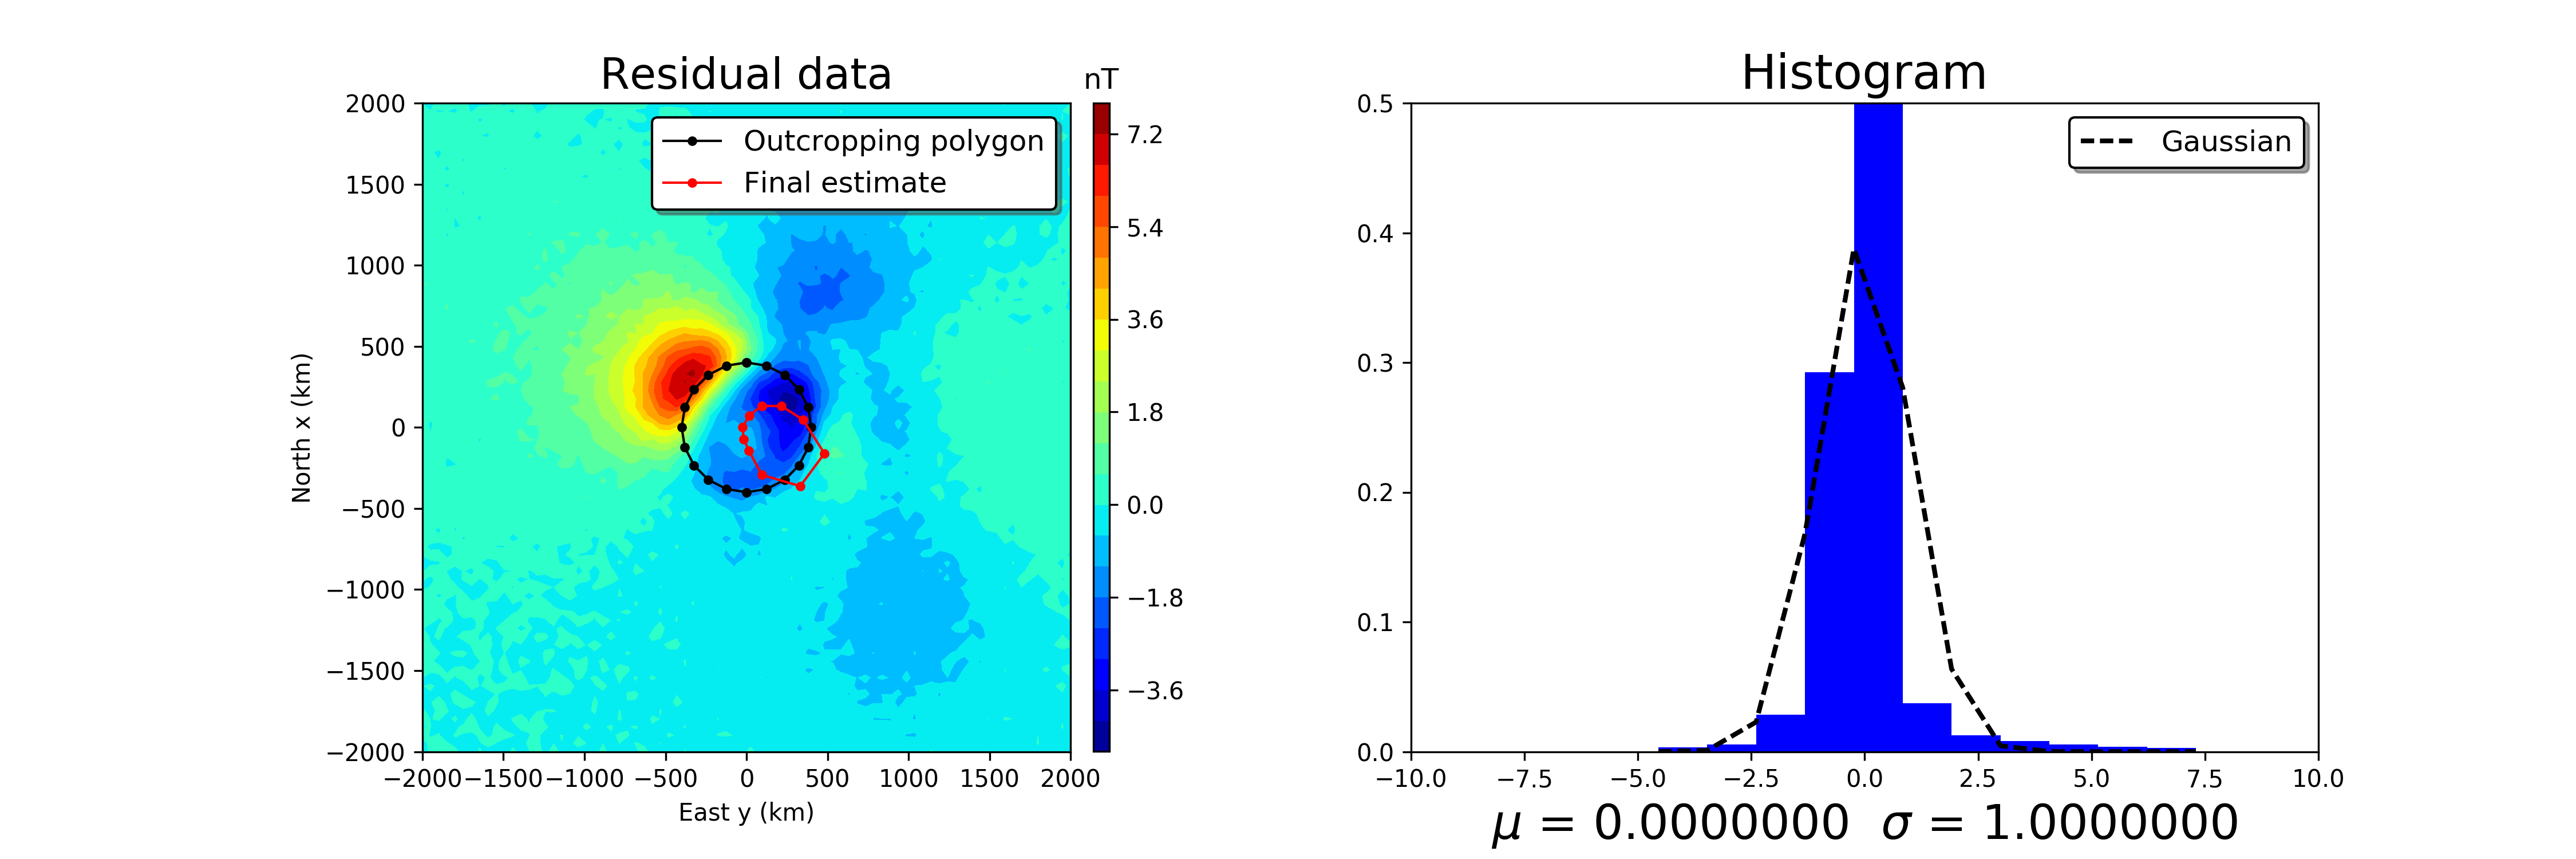 Residual data
nT
Outcropping polygon
Final estimate
2000
1500
1000
500
0
−500
−1000
−1500
−2000
North x (km)
−2000 −1500 −1000 −500 0 500 1000 1500 2000
East y (km)
7.2
5.4
3.6
1.8
0.0
−1.8
−3.6
Histogram
Gaussian
0.5
0.4
0.3
0.2
0.1
0.0
−10.0 −7.5 −5.0 −2.5 0.0 2.5 5.0 7.5 10.0
μ = 0.0000000 σ = 1.0000000